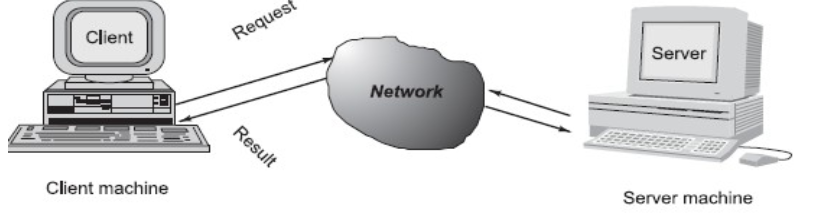 Client
Request
Server
Network
Result
Client machine
Server machine